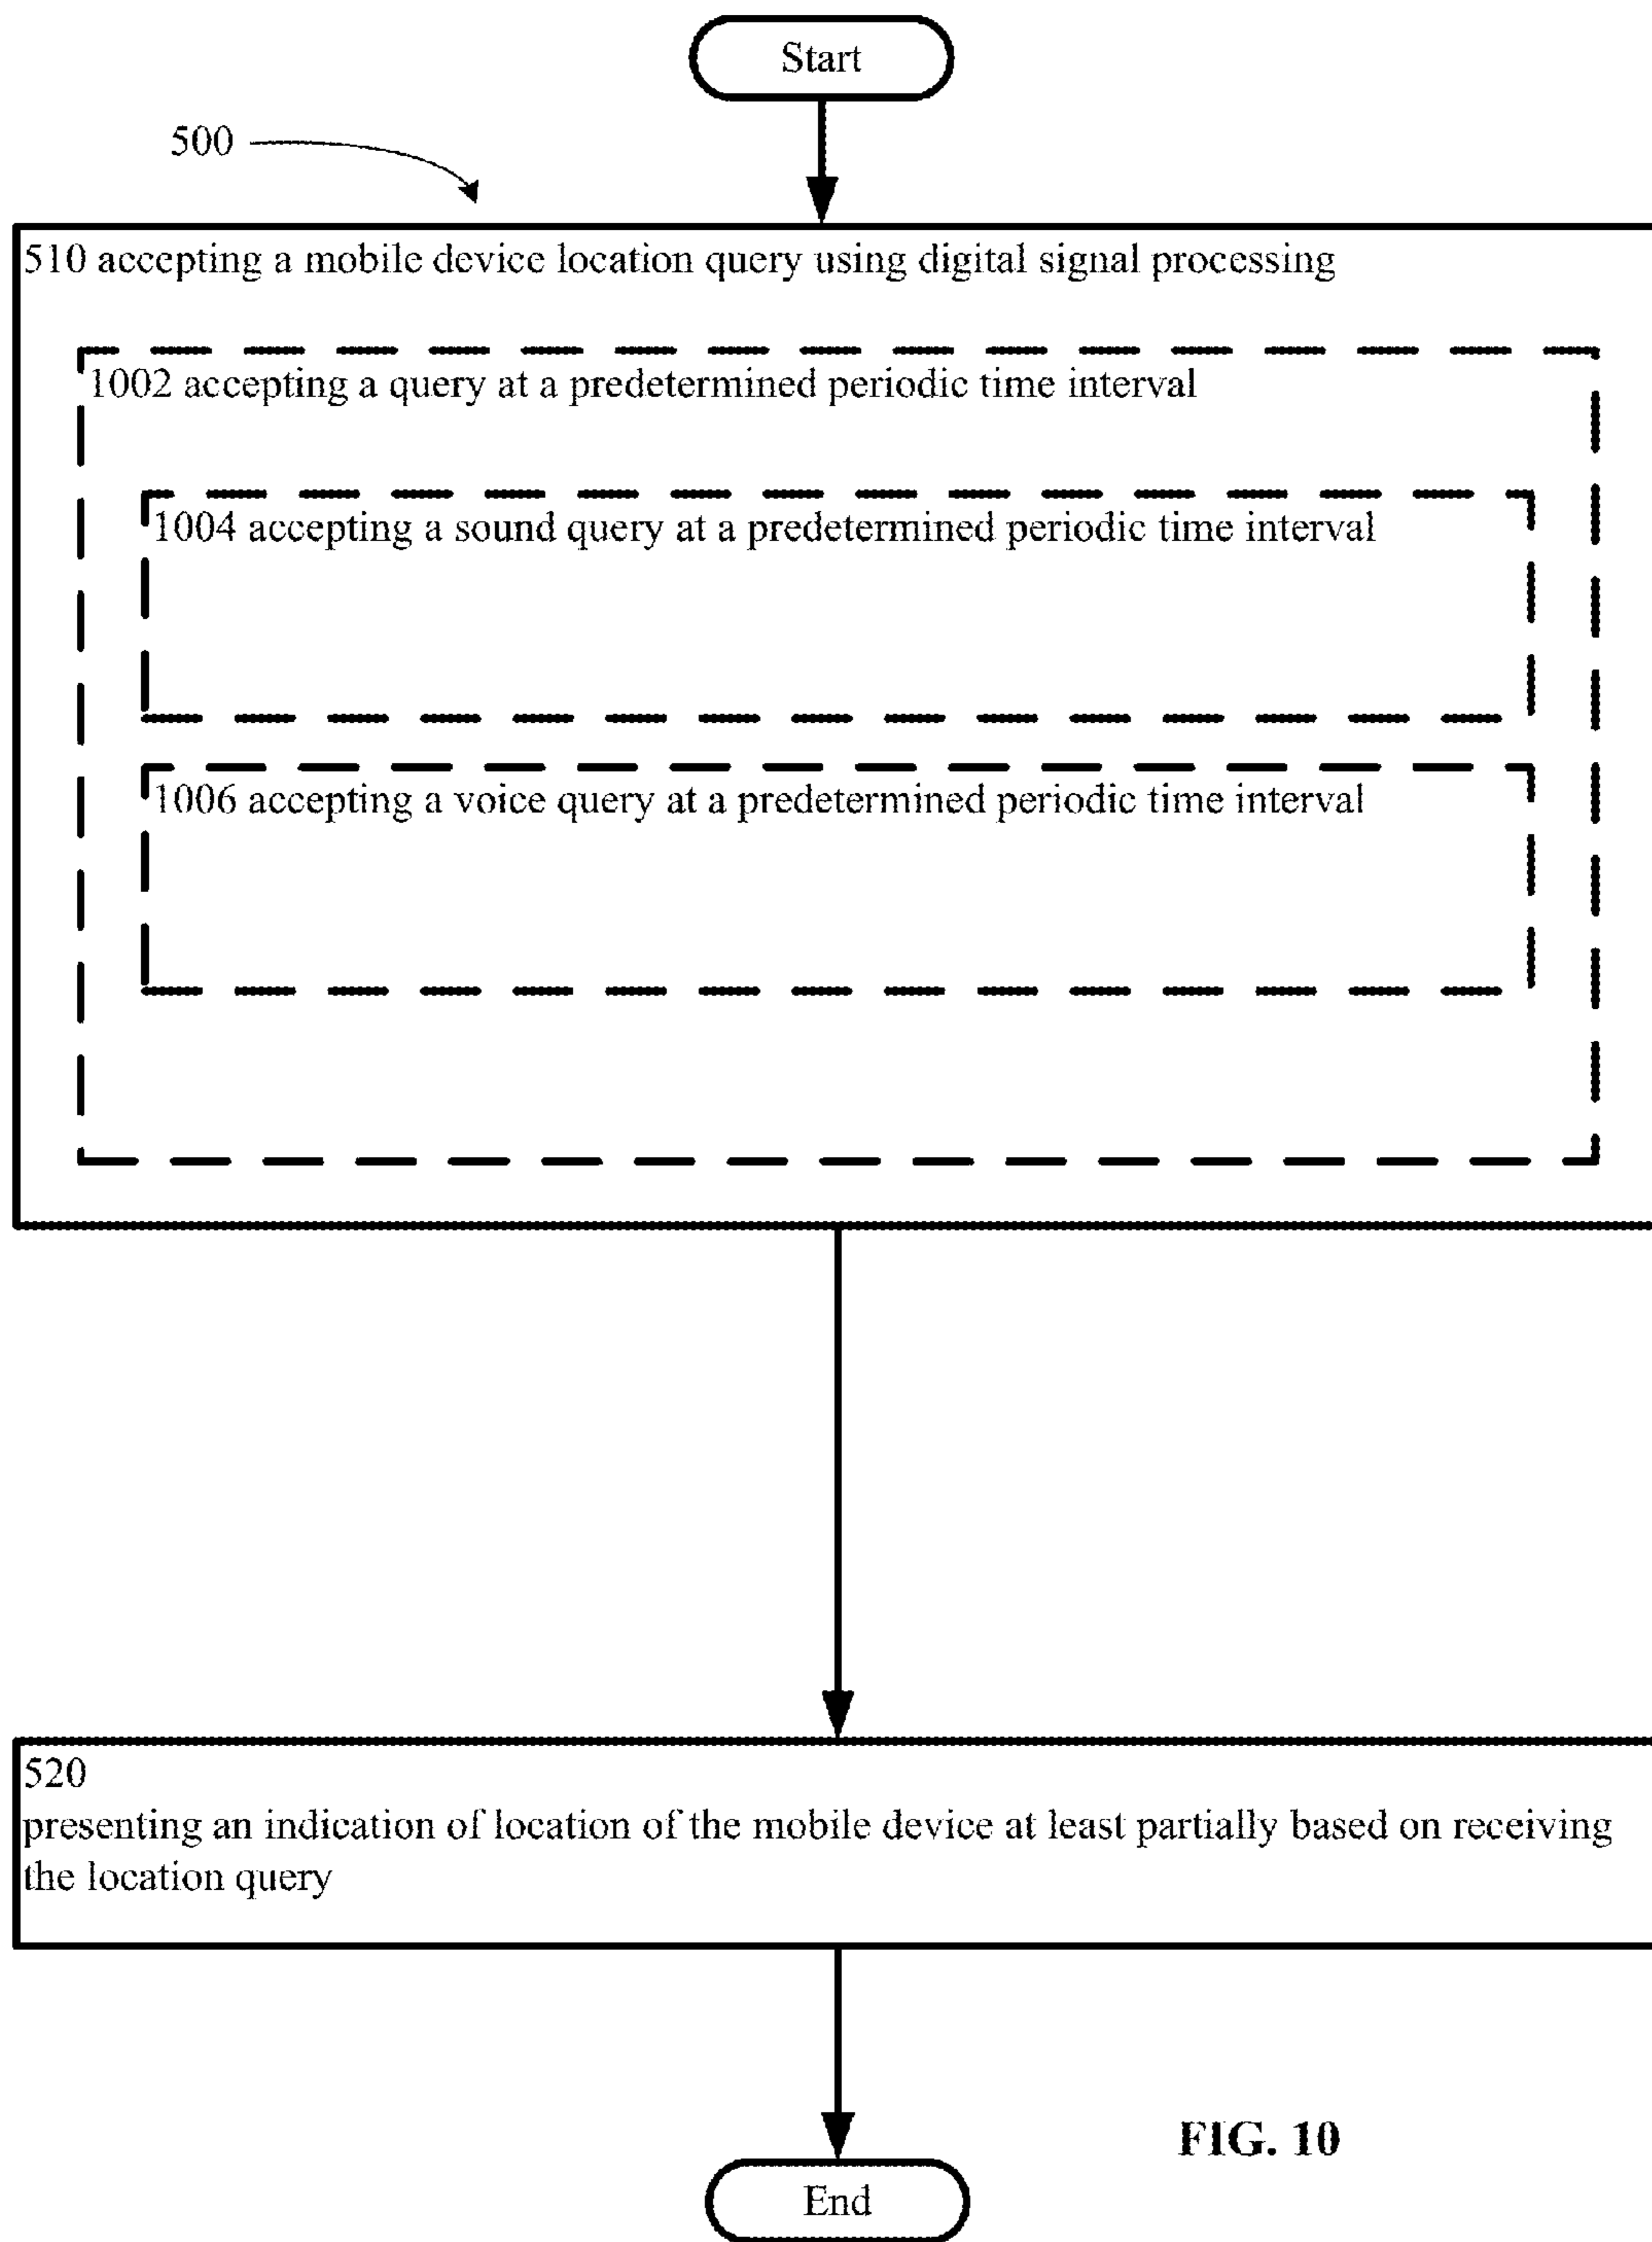 Start
500
510 accepting a mobile device location query using digital signal processing
1002 accepting a query at a predetermined periodic time interval
1004 accepting a sound query at a predetermined periodic time interval
1006 accepting a voice query at a predetermined periodic time interval
520
presenting an indication of location of the mobile device at least partially based on receiving
the location query
FIG. 10
End